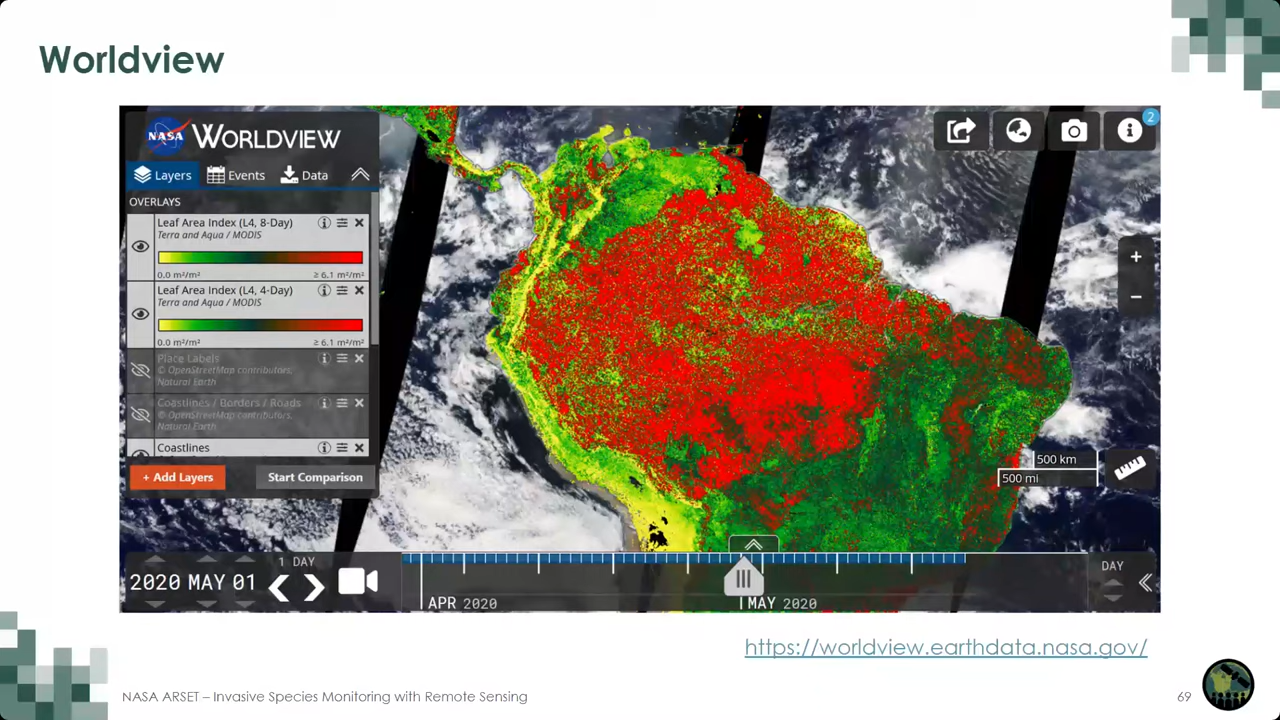 Worldview
NASA WORLDVIEW
2
Layers Events Data
OVERLAYS
Leaf Area Index (L4, 8-Day)
Terra and Aqua / MODIS
0.0 m²/m² ≥ 6.1 m²/m²
Leaf Area Index (L4, 4-Day)
Terra and Aqua / MODIS
0.0 m²/m² ≥ 6.1 m²/m²
Place Labels
© OpenStreetMap contributors,
Natural Earth
Coastlines / Borders / Roads
© OpenStreetMap contributors,
Natural Earth
Coastlines
+ Add Layers Start Comparison
+
−
500 km
500 mi
1 DAY
2020 MAY 01
APR 2020
MAY 2020
DAY
https://worldview.earthdata.nasa.gov/
NASA ARSET – Invasive Species Monitoring with Remote Sensing
69